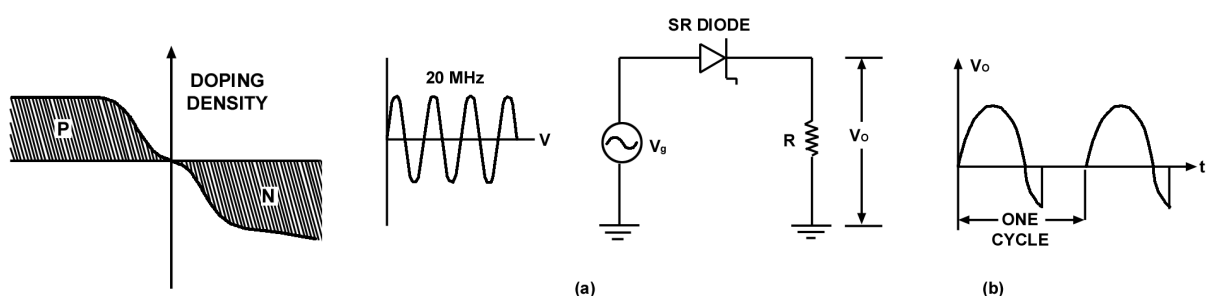 DOPING
DENSITY
P
N
20 MHz
V
SR DIODE
Vg
R
VO
(a)
VO
t
ONE
CYCLE
(b)